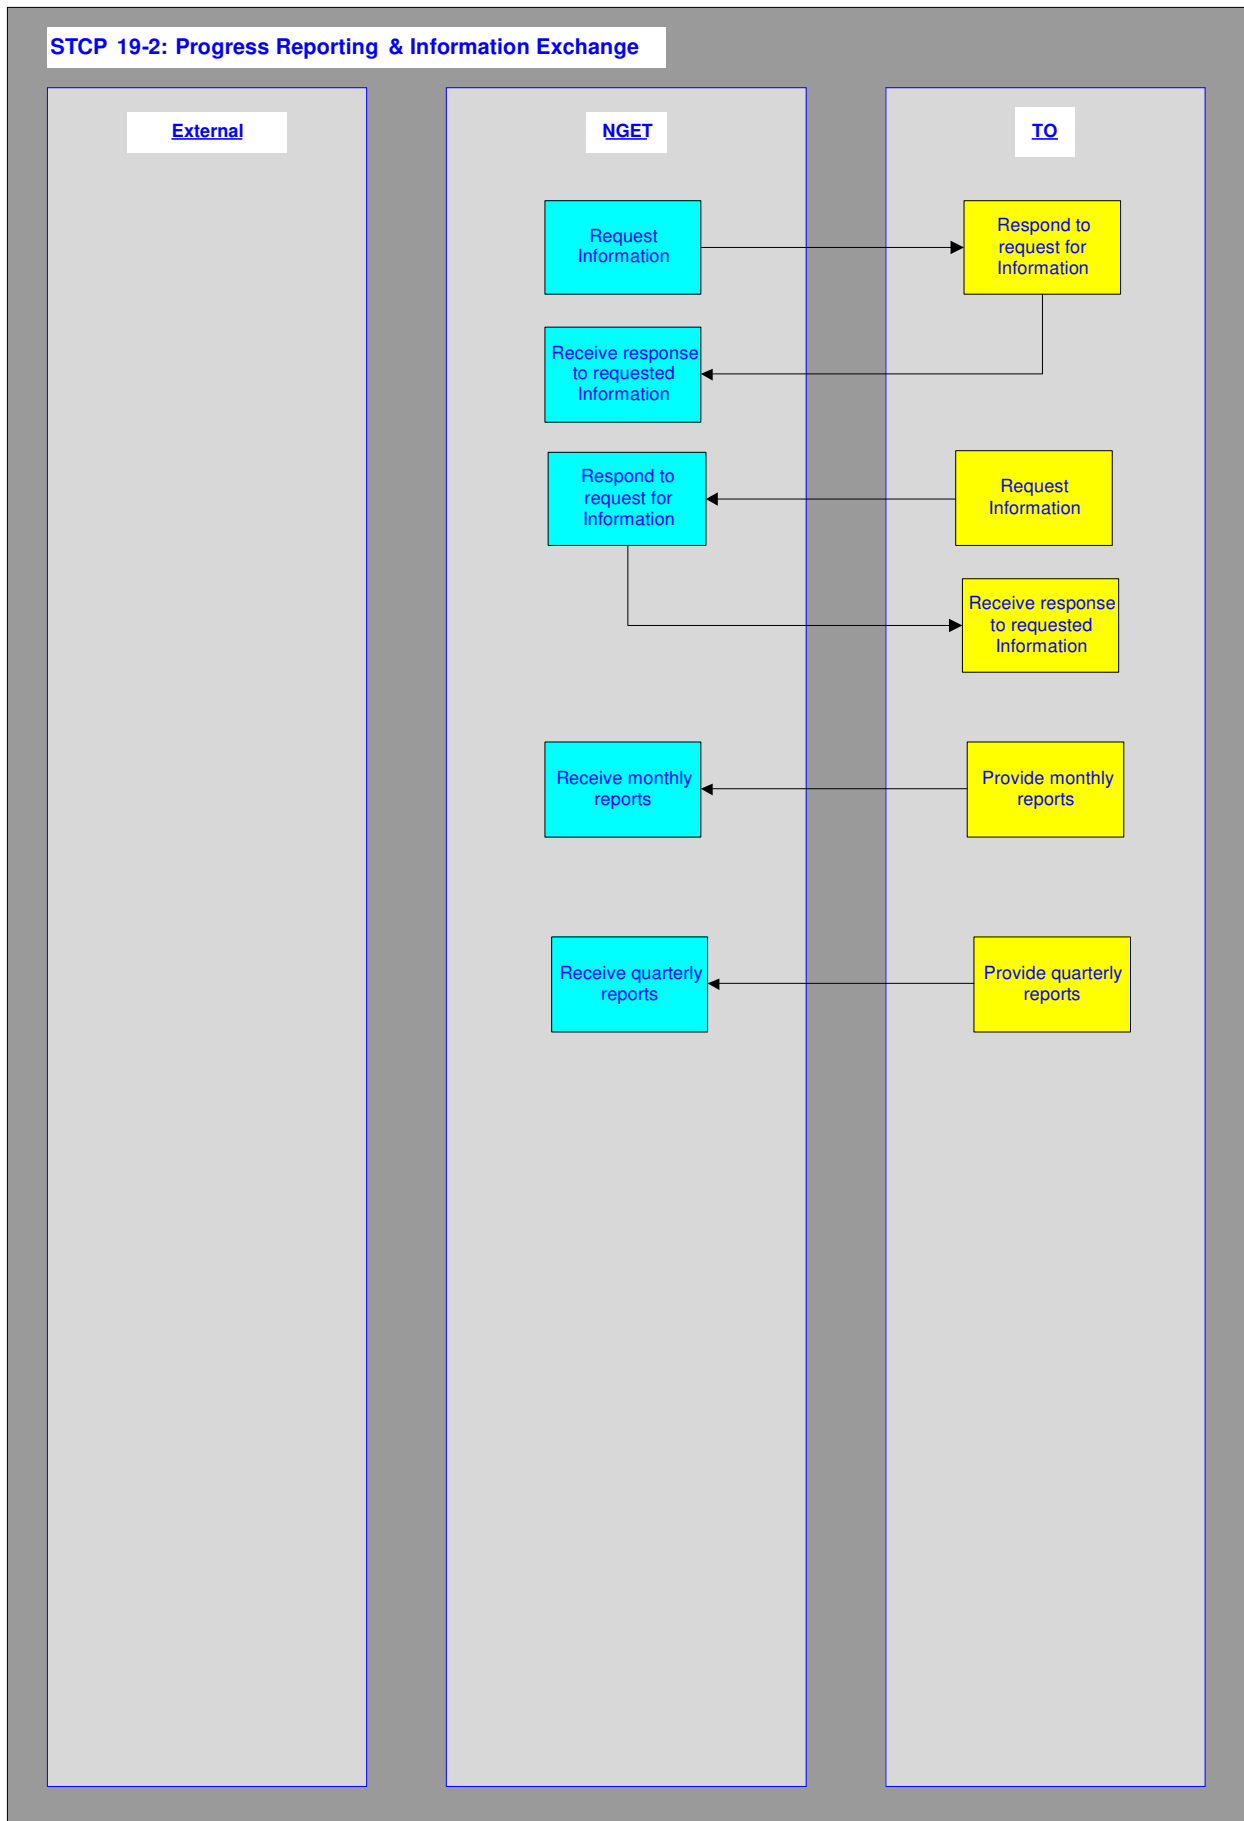 STCP 19-2: Progress Reporting & Information Exchange
External
NGET
TO
Request
Information
Respond to
request for
Information
Receive response
to requested
Information
Respond to
request for
Information
Request
Information
Receive response
to requested
Information
Receive monthly
reports
Provide monthly
reports
Receive quarterly
reports
Provide quarterly
reports